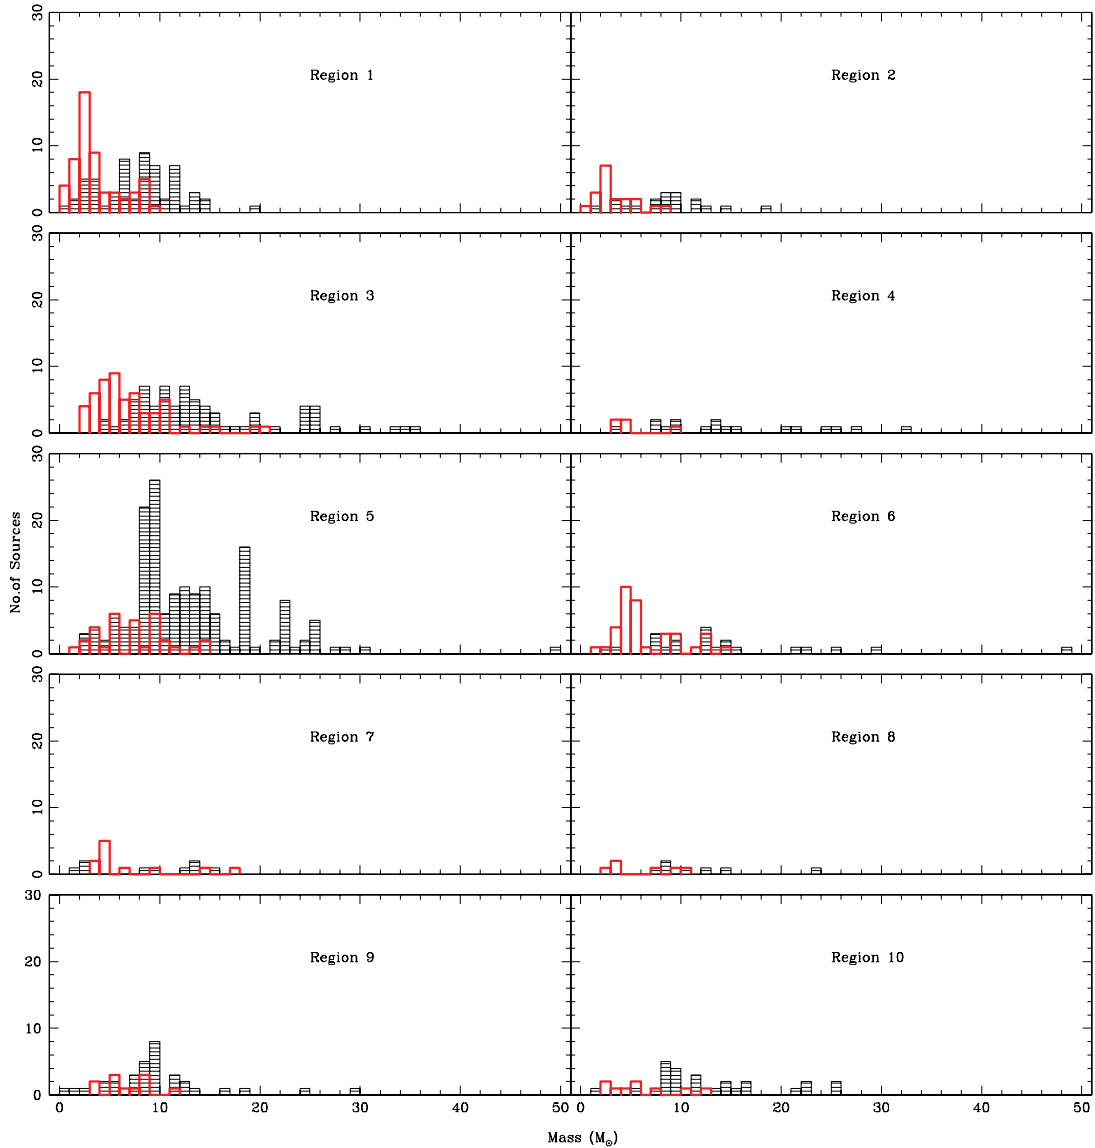 30
20
10
0
Region 1
Region 2
30
20
10
0
Region 3
Region 4
30
20
10
0
Region 5
Region 6
No.of Sources
30
20
10
0
Region 7
Region 8
30
20
10
0
Region 9
Region 10
0 10 20 30 40 50 0 10 20 30 40 50
Mass (M☉)